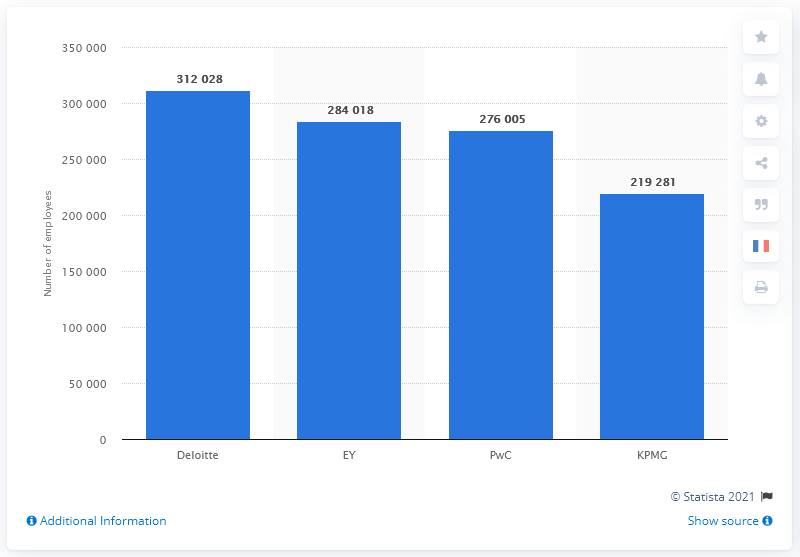 350 000
300 000
250 000
200 000
150 000
100 000
50 000
0
Number of employees
312 028
284 018
276 005
219 281
Deloitte
EY
PwC
KPMG
© Statista 2021
Additional Information
Show source